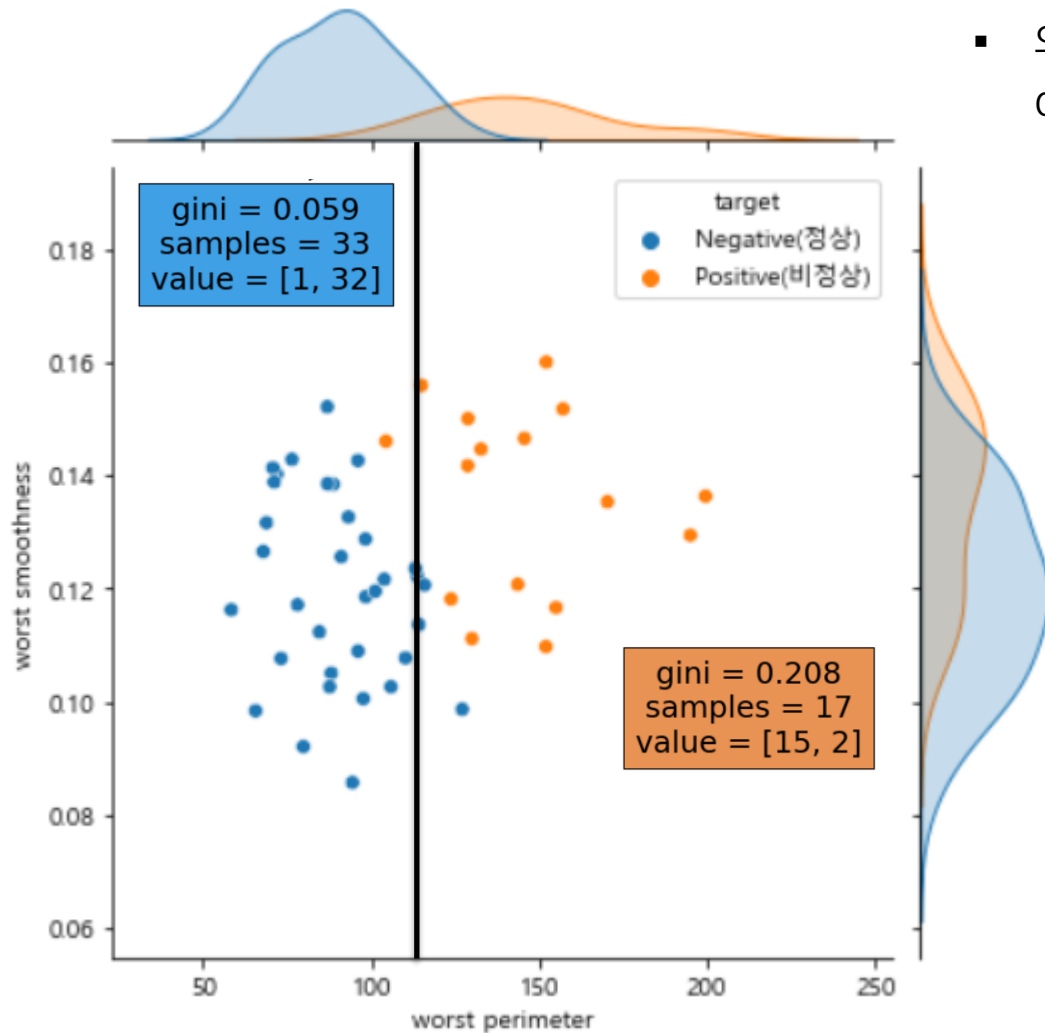 gini = 0.059
samples = 33
value = [1, 32]
target
Negative(정상)
Positive(비정상)
0.18
0.16
0.14
0.12
0.10
0.08
0.06
worst smoothness
gini = 0.208
samples = 17
value = [15, 2]
50 100 150 200 250
worst perimeter